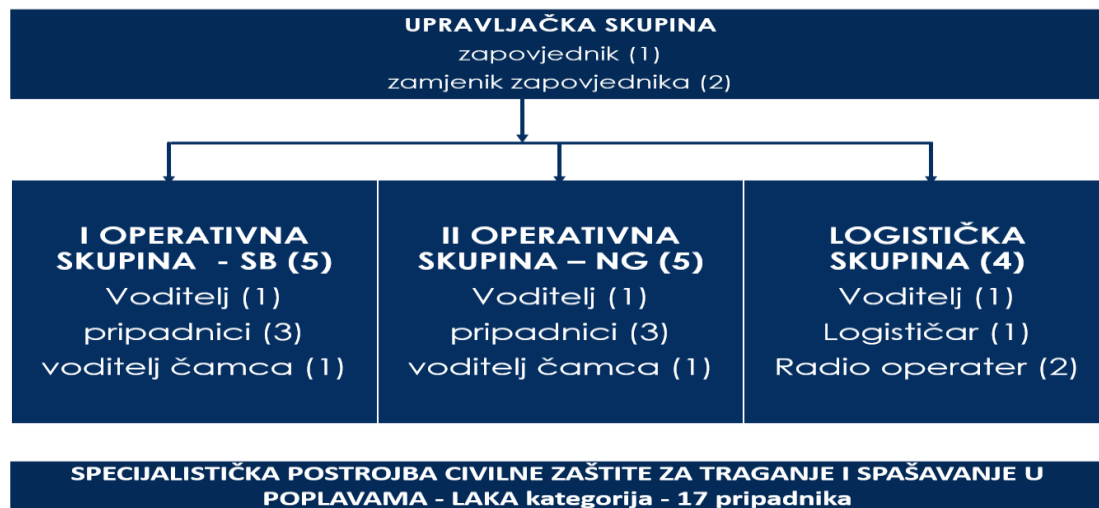 UPRAVLJAČKA SKUPINA
zapovjednik (1)
zamjenik zapovjednika (2)
I OPERATIVNA
SKUPINA - SB (5)
Voditelj (1)
pripadnici (3)
voditelj čamca (1)
II OPERATIVNA
SKUPINA – NG (5)
Voditelj (1)
pripadnici (3)
voditelj čamca (1)
LOGISTIČKA
SKUPINA (4)
Voditelj (1)
Logističar (1)
Radio operater (2)
SPECIJALISTIČKA POSTROJBA CIVILNE ZAŠTITE ZA TRAGANJE I SPAŠAVANJE U
POPLAVAMA - LAKA kategorija - 17 pripadnika